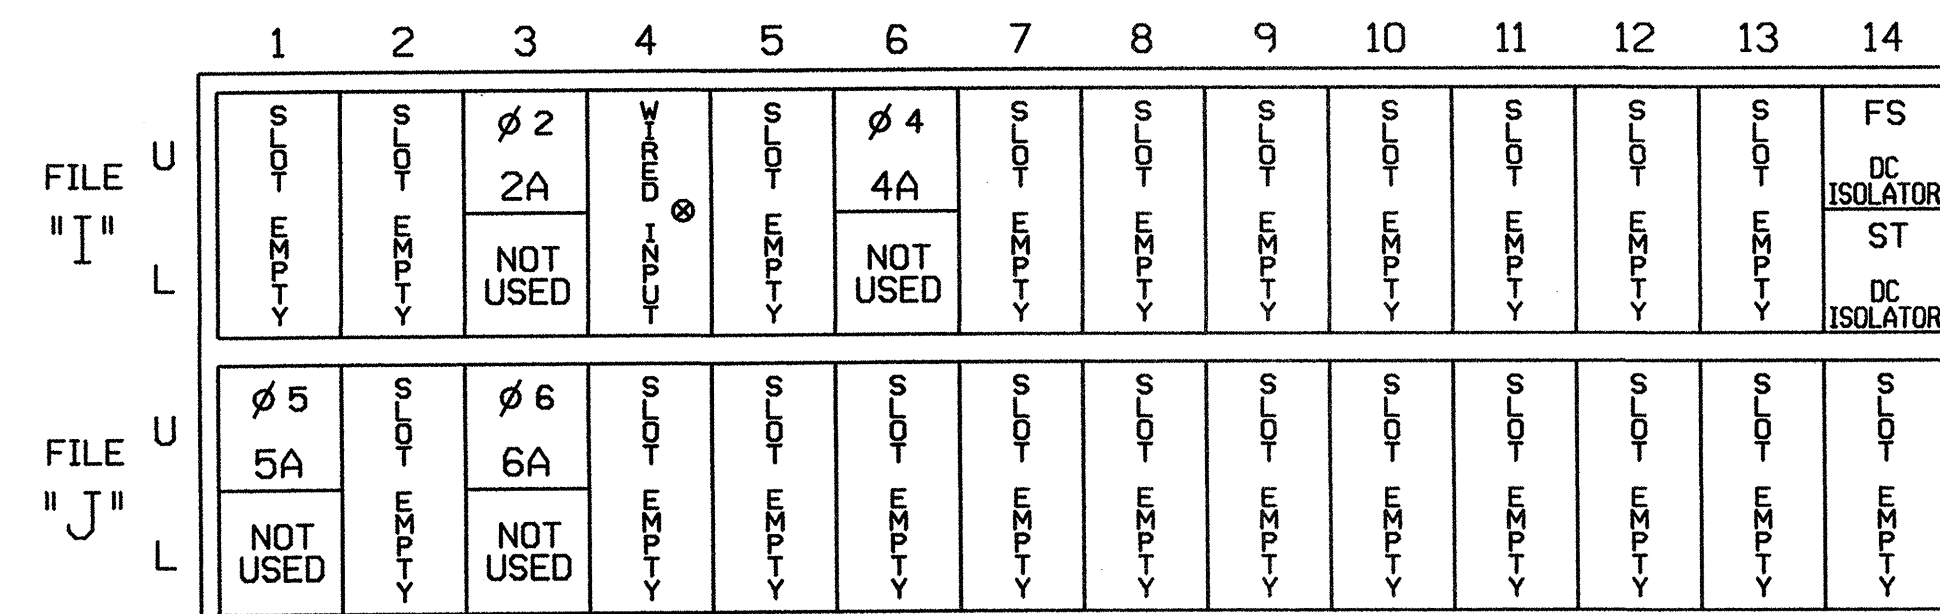 1 2 3 4 5 6 7 8 9 10 11 12 13 14
FILE
"I"
U
L
SLOT EMPTY
SLOT EMPTY
Ø 2
2A
NOT
USED
WIRED INPUT
SLOT EMPTY
Ø 4
4A
NOT
USED
SLOT EMPTY
SLOT EMPTY
SLOT EMPTY
SLOT EMPTY
SLOT EMPTY
SLOT EMPTY
SLOT EMPTY
FS
DC
ISOLATOR
ST
DC
ISOLATOR
FILE
"J"
U
L
Ø 5
5A
NOT
USED
SLOT EMPTY
Ø 6
6A
NOT
USED
SLOT EMPTY
SLOT EMPTY
SLOT EMPTY
SLOT EMPTY
SLOT EMPTY
SLOT EMPTY
SLOT EMPTY
SLOT EMPTY
SLOT EMPTY
SLOT EMPTY
SLOT EMPTY